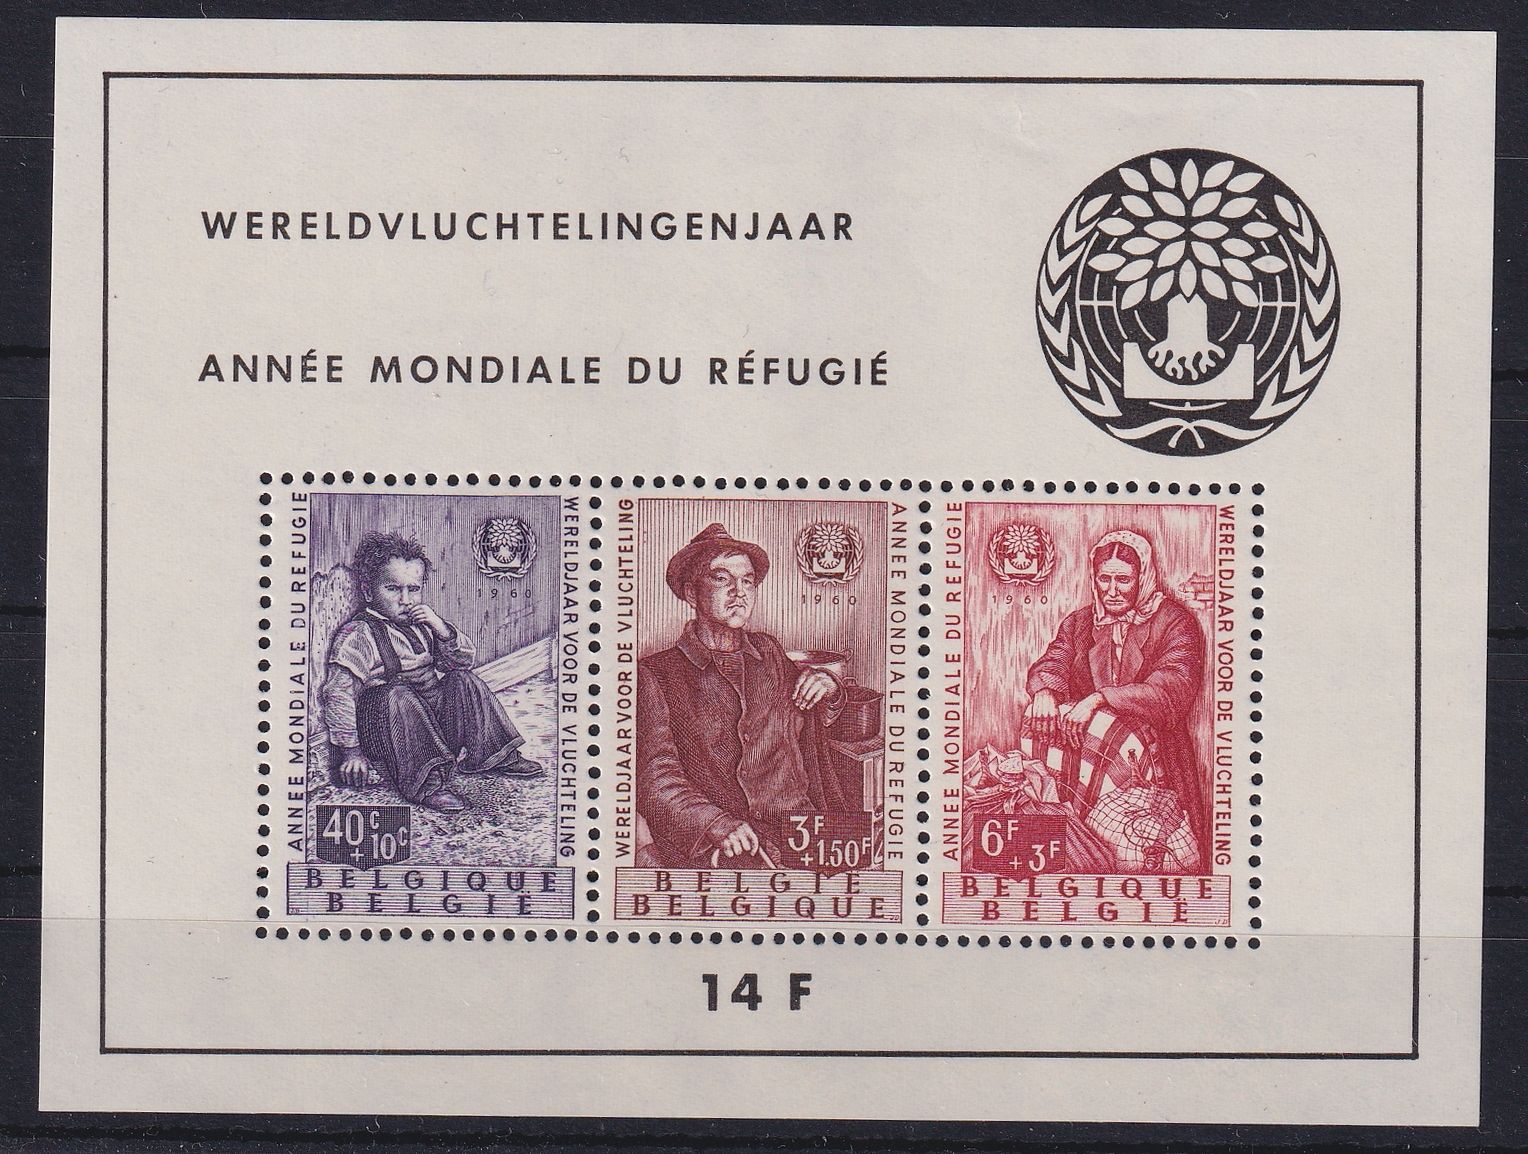 WERELDVLUCHTELINGENJAAR
ANNÉE MONDIALE DU RÉFUGIÉ
ANNEE MONDIALE DU REFUGIE
1960
WERELDJAAR VOOR DE VLUCHTELING
40C
+10C
BELGIQUE
BELGIË
WERELDJAAR VOOR DE VLUCHTELING
1960
ANNEE MONDIALE DU REFUGIE
3F
+1.50F
BELGIË
BELGIQUE
ANNEE MONDIALE DU REFUGIE
1960
WERELDJAAR VOOR DE VLUCHTELING
6F
+3F
BELGIQUE
BELGIË
14 F